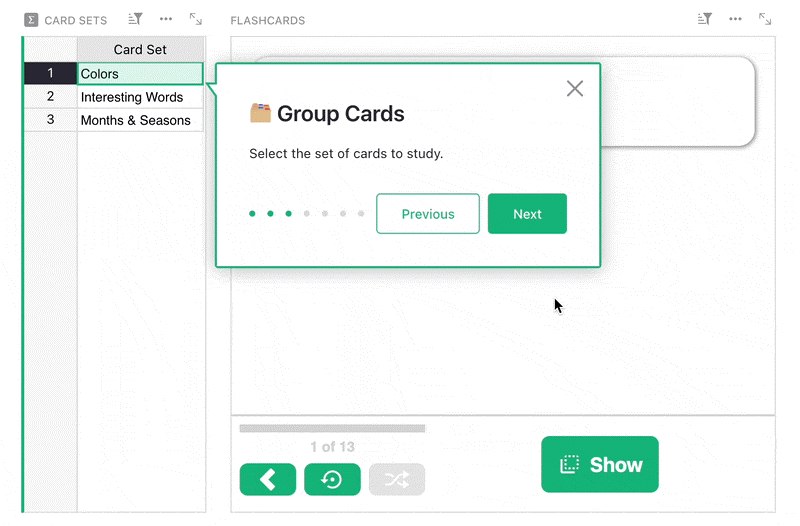 CARD SETS
FLASHCARDS
Card Set
1 Colors
2 Interesting Words
3 Months & Seasons
Group Cards
Select the set of cards to study.
Previous Next
1 of 13
Show